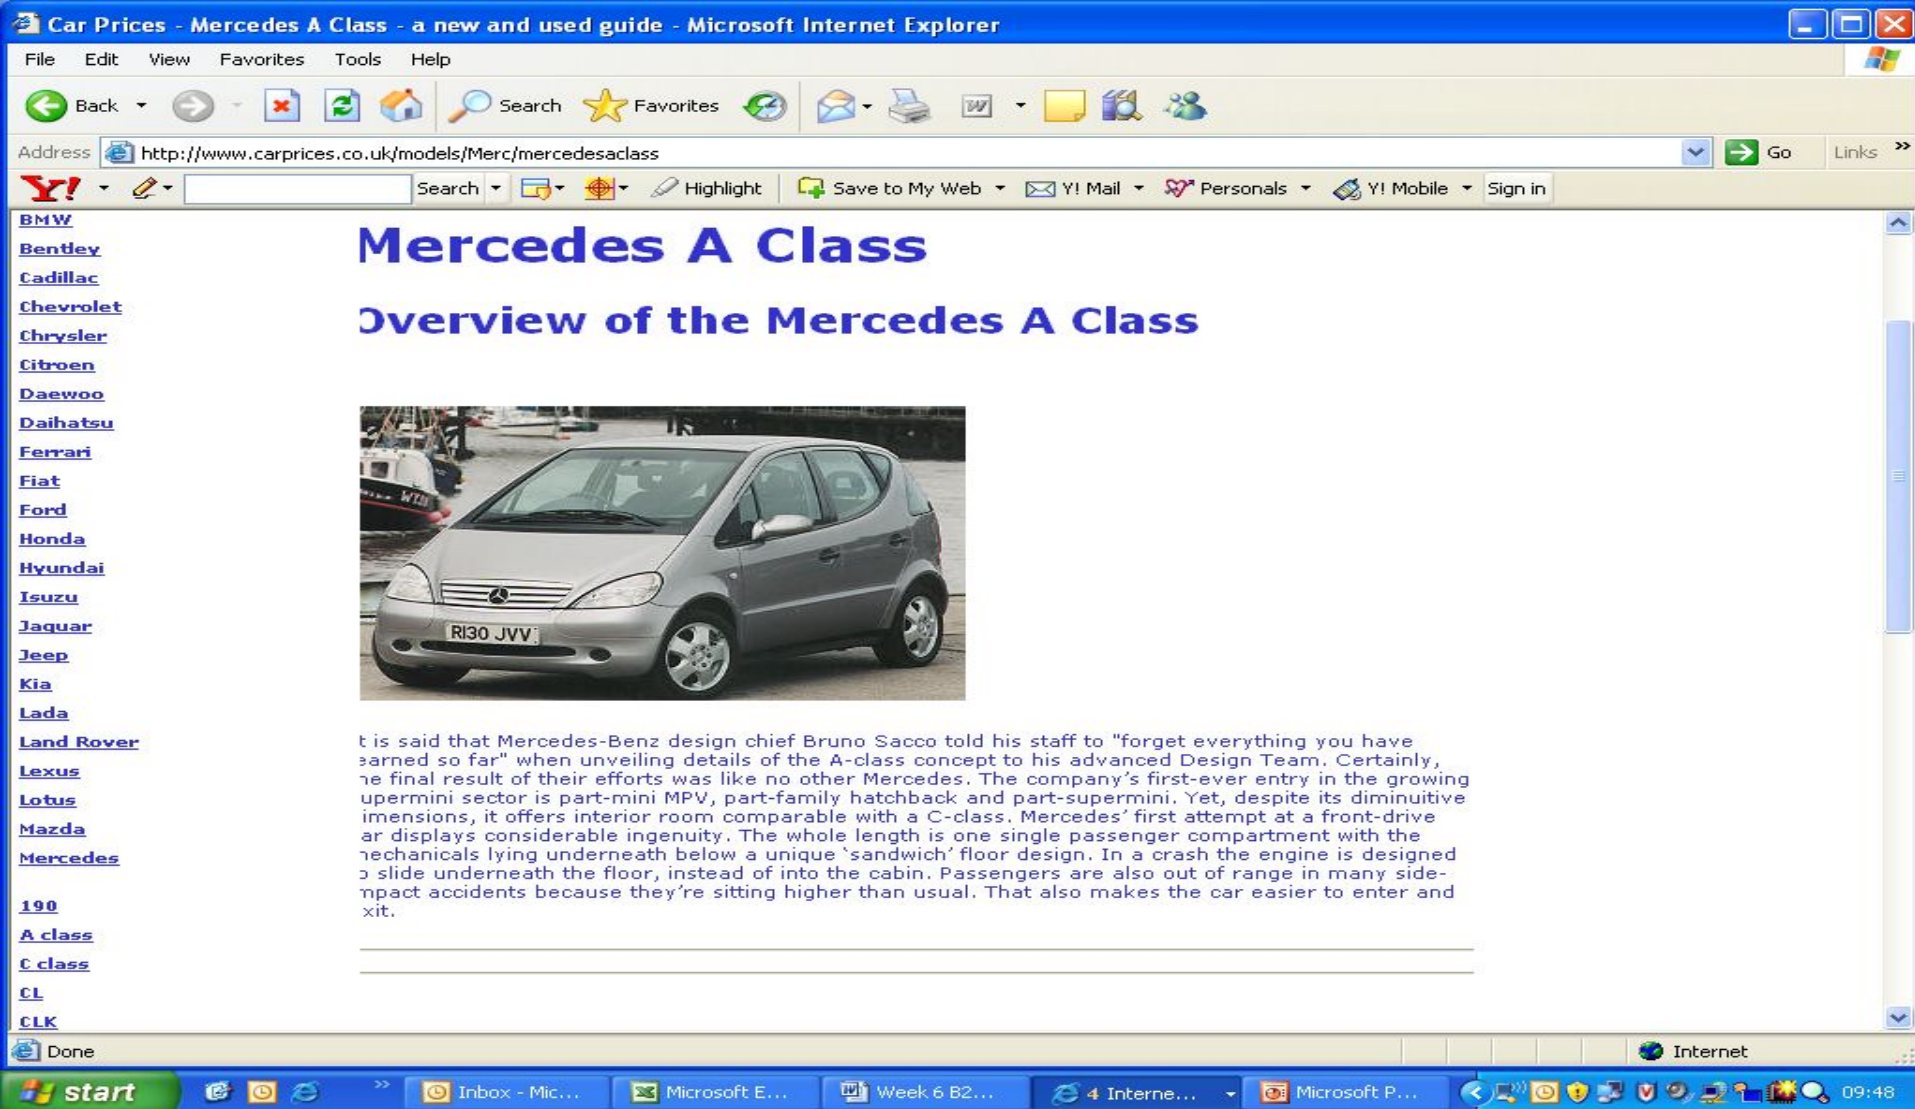 Car Prices - Mercedes A Class - a new and used guide - Microsoft Internet Explorer
File Edit View Favorites Tools Help
Back Search Favorites
Address http://www.carprices.co.uk/models/Merc/mercedesaclass Go Links »
Y! Search Highlight Save to My Web Y! Mail Personals Y! Mobile Sign in
BMW
Bentley
Cadillac
Chevrolet
Chrysler
Citroen
Daewoo
Daihatsu
Ferrari
Fiat
Ford
Honda
Hyundai
Isuzu
Jaguar
Jeep
Kia
Lada
Land Rover
Lexus
Lotus
Mazda
Mercedes
190
A class
C class
CL
CLK
Mercedes A Class
Overview of the Mercedes A Class
R130 JVV
t is said that Mercedes-Benz design chief Bruno Sacco told his staff to "forget everything you have
earned so far" when unveiling details of the A-class concept to his advanced Design Team. Certainly,
he final result of their efforts was like no other Mercedes. The company's first-ever entry in the growing
upermini sector is part-mini MPV, part-family hatchback and part-supermini. Yet, despite its diminuitive
imensions, it offers interior room comparable with a C-class. Mercedes' first attempt at a front-drive
ar displays considerable ingenuity. The whole length is one single passenger compartment with the
mechanicals lying underneath below a unique 'sandwich' floor design. In a crash the engine is designed
o slide underneath the floor, instead of into the cabin. Passengers are also out of range in many side-
mpact accidents because they're sitting higher than usual. That also makes the car easier to enter and
xit.
Done Internet
start » Inbox - Mic... Microsoft E... Week 6 B2... 4 Interne... Microsoft P... 09:48